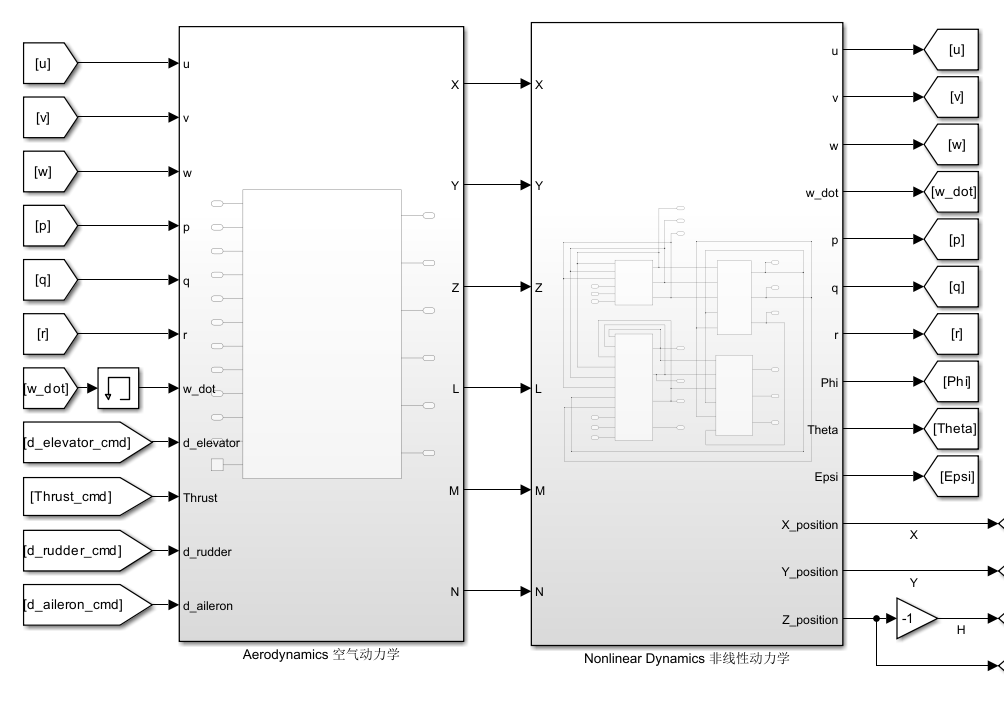 [u]
[v]
[w]
[p]
[q]
[r]
[w_dot]
[d_elevator_cmd]
[Thrust_cmd]
[d_rudder_cmd]
[d_aileron_cmd]
u
v
w
p
q
r
w_dot
d_elevator
Thrust
d_rudder
d_aileron
X
Y
Z
L
M
N
Aerodynamics 空气动力学
X
Y
Z
L
M
N
u
v
w
w_dot
p
q
r
Phi
Theta
Epsi
X_position
Y_position
Z_position
Nonlinear Dynamics 非线性动力学
[u]
[v]
[w]
[w_dot]
[p]
[q]
[r]
[Phi]
[Theta]
[Epsi]
X
Y
-1
H